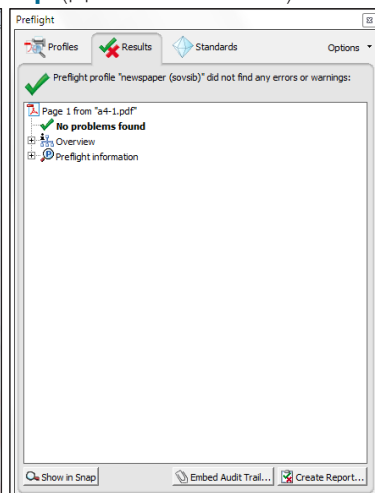 Preflight
Profiles
Results
Standards
Options
Preflight profile "newspaper (sovsib)" did not find any errors or warnings:
Page 1 from "a4-1.pdf"
No problems found
Overview
Preflight information
Show in Snap
Embed Audit Trail...
Create Report...